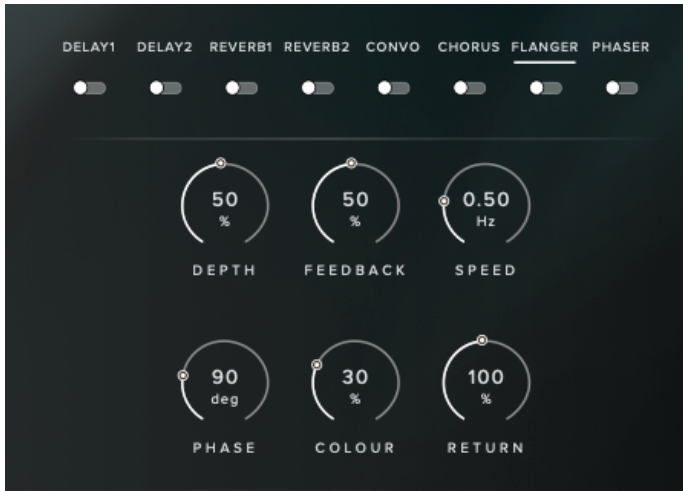 DELAY1 DELAY2 REVERB1 REVERB2 CONVO CHORUS FLANGER PHASER
50 50 0.50
% % Hz
DEPTH FEEDBACK SPEED
90 30 100
deg % %
PHASE COLOUR RETURN